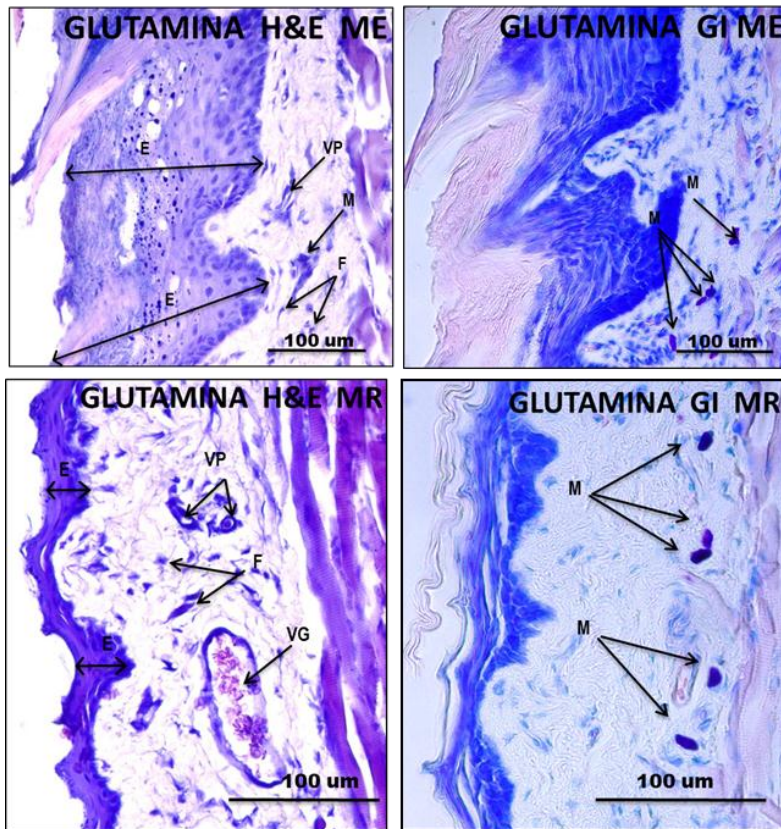 GLUTAMINA H&E ME
E
VP
M
F
E
100 um
GLUTAMINA GI ME
M
M
100 um
GLUTAMINA H&E MR
E
VP
F
E
VG
100 um
GLUTAMINA GI MR
M
M
100 um